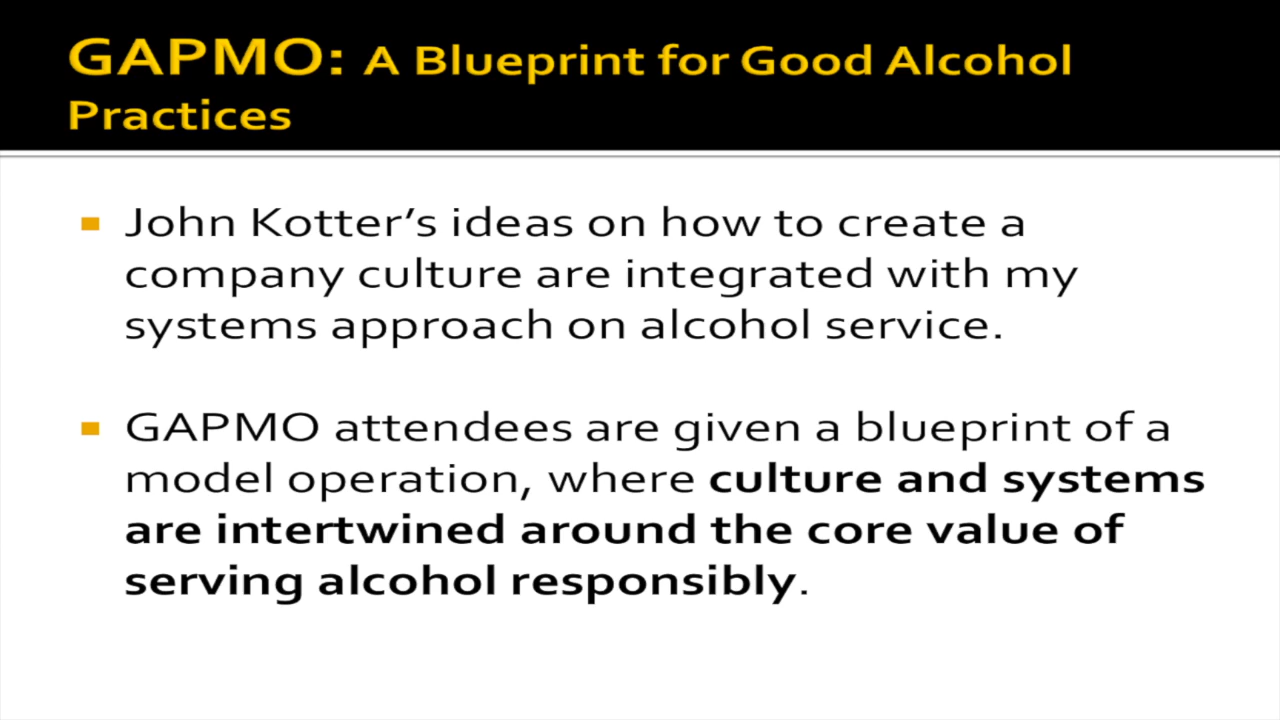 GAPMO: A Blueprint for Good Alcohol
Practices
John Kotter’s ideas on how to create a
company culture are integrated with my
systems approach on alcohol service.
GAPMO attendees are given a blueprint of a
model operation, where culture and systems
are intertwined around the core value of
serving alcohol responsibly.